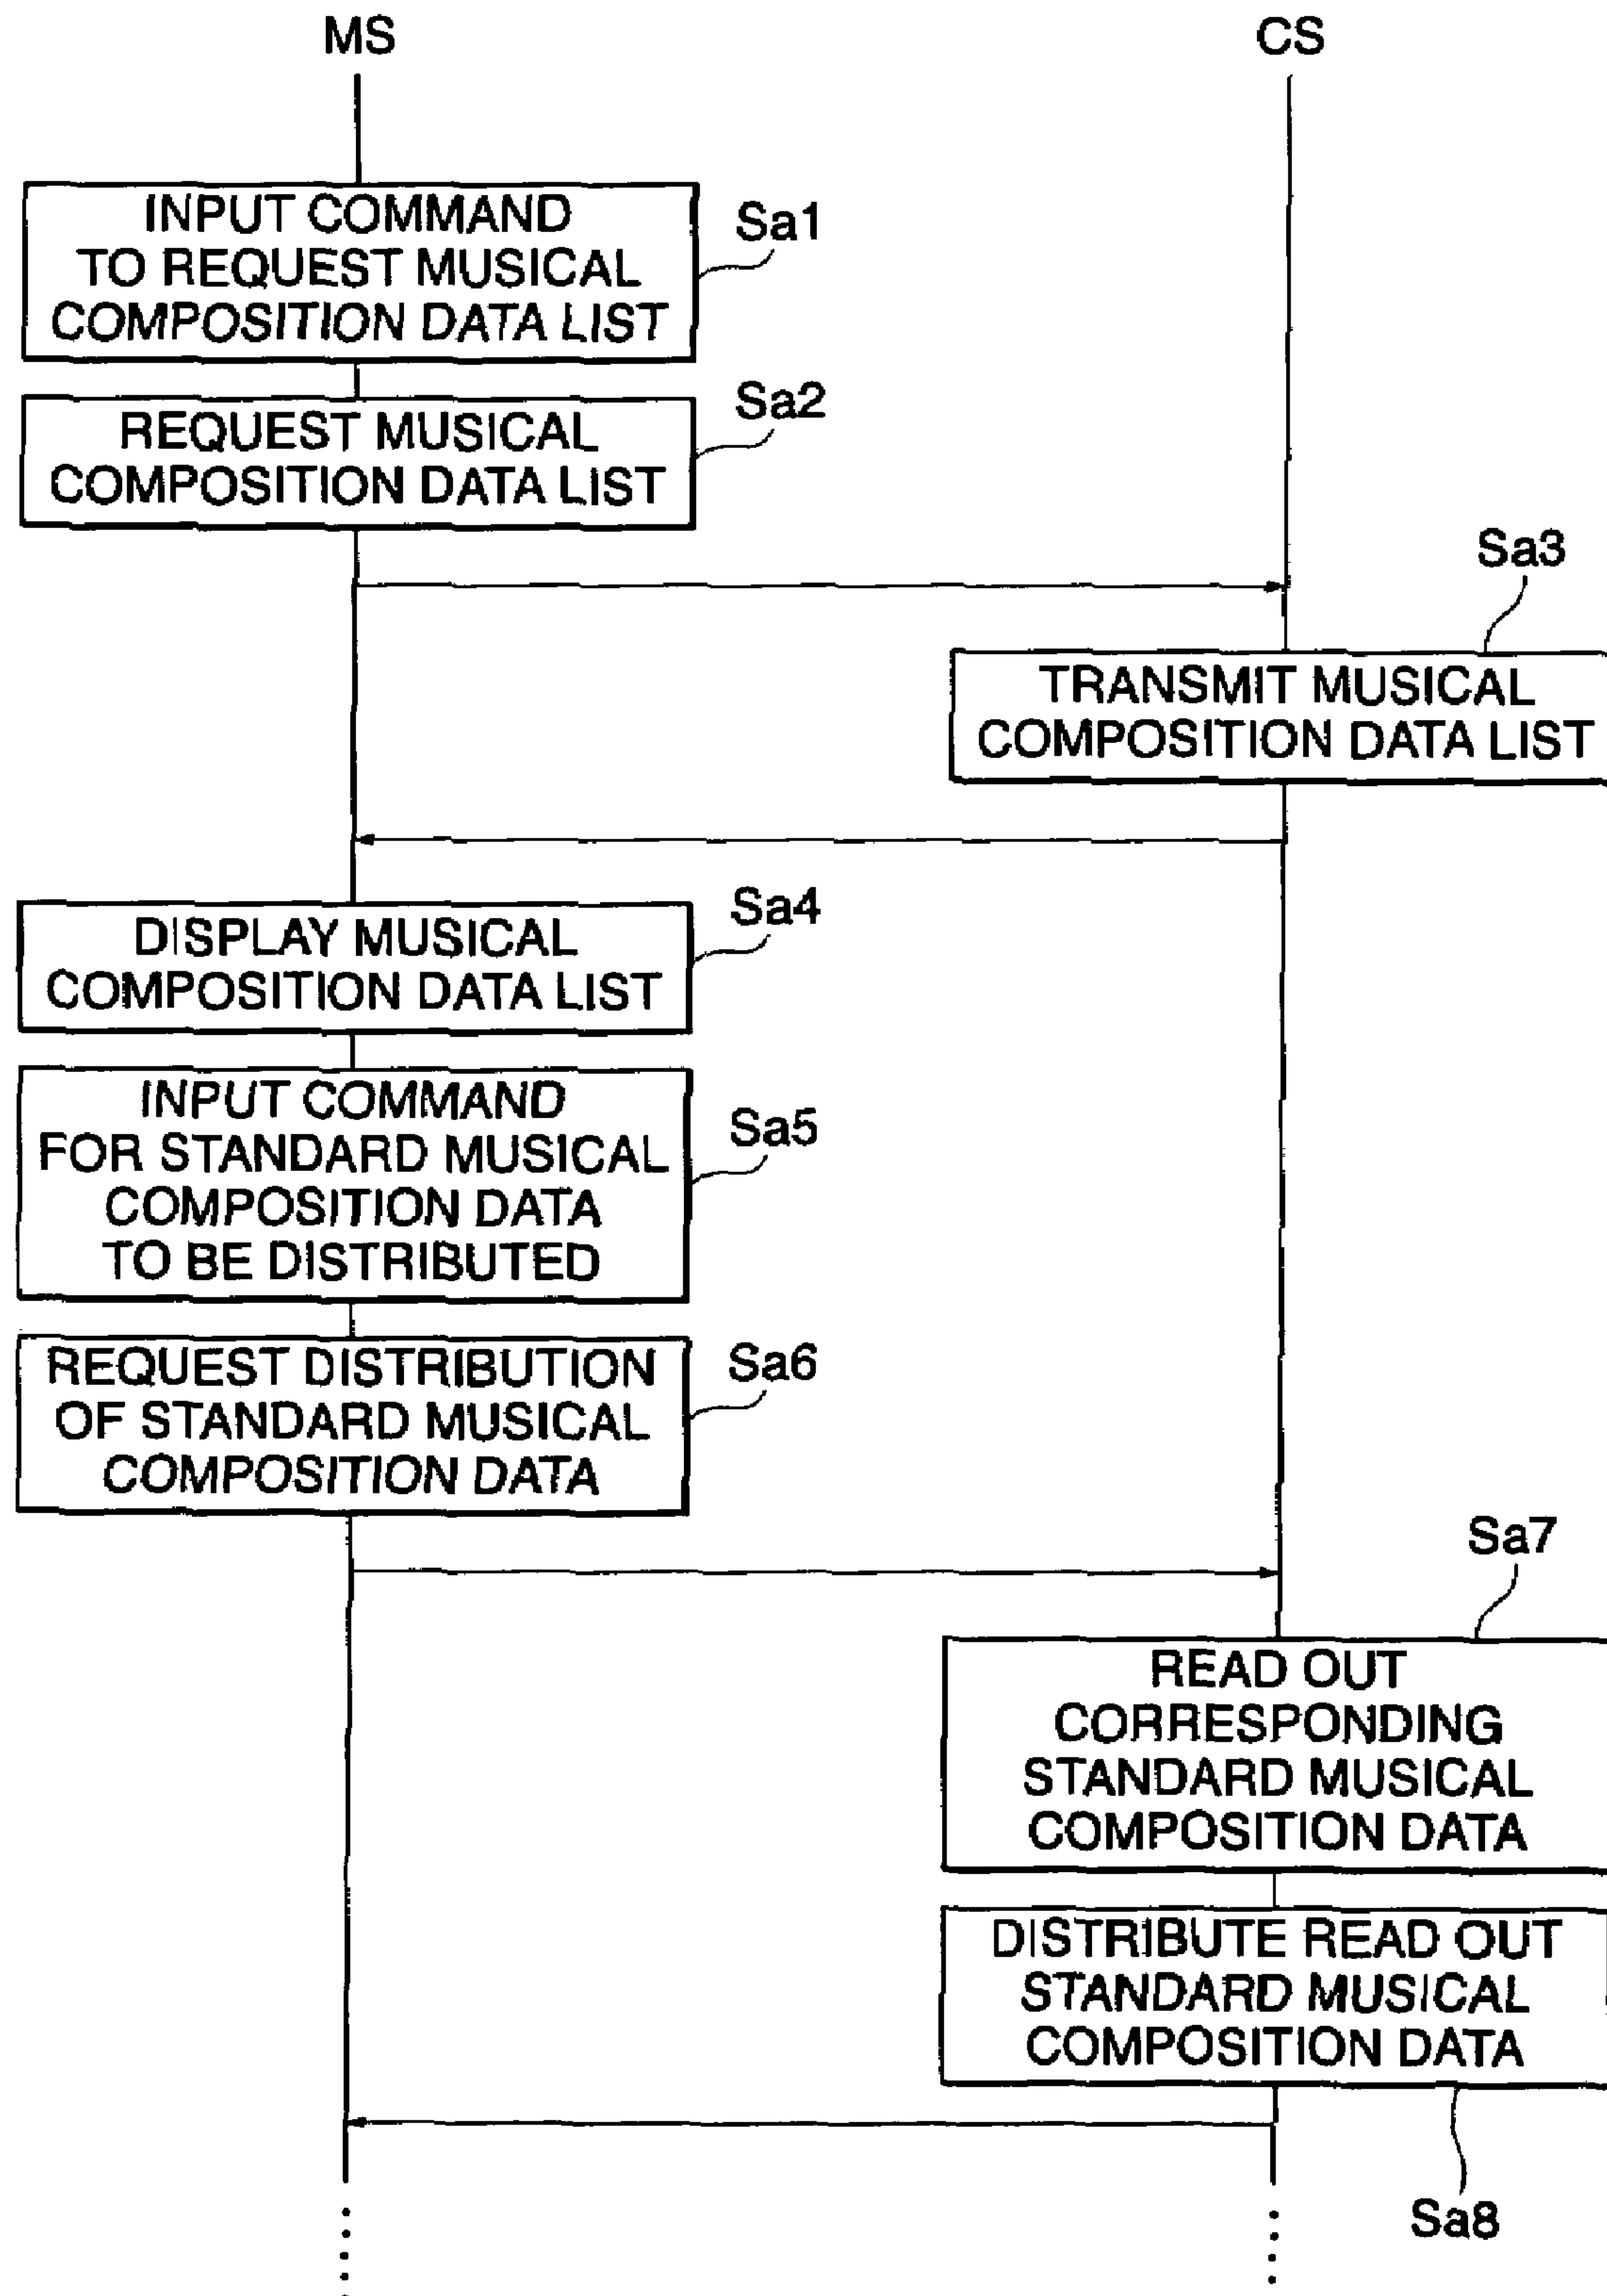 MS
CS
INPUT COMMAND
TO REQUEST MUSICAL
COMPOSITION DATA LIST
Sa1
REQUEST MUSICAL
COMPOSITION DATA LIST
Sa2
Sa3
TRANSMIT MUSICAL
COMPOSITION DATA LIST
DISPLAY MUSICAL
COMPOSITION DATA LIST
Sa4
INPUT COMMAND
FOR STANDARD MUSICAL
COMPOSITION DATA
TO BE DISTRIBUTED
Sa5
REQUEST DISTRIBUTION
OF STANDARD MUSICAL
COMPOSITION DATA
Sa6
Sa7
READ OUT
CORRESPONDING
STANDARD MUSICAL
COMPOSITION DATA
DISTRIBUTE READ OUT
STANDARD MUSICAL
COMPOSITION DATA
Sa8